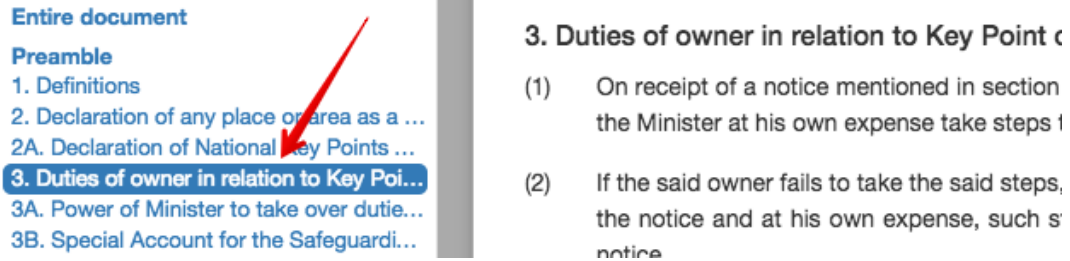 Entire document
Preamble
1. Definitions
2. Declaration of any place or area as a ...
2A. Declaration of National Key Points ...
3. Duties of owner in relation to Key Poi...
3A. Power of Minister to take over dutie...
3B. Special Account for the Safeguardi...
3. Duties of owner in relation to Key Point
(1) On receipt of a notice mentioned in section
the Minister at his own expense take steps
(2) If the said owner fails to take the said steps,
the notice and at his own expense, such
notice